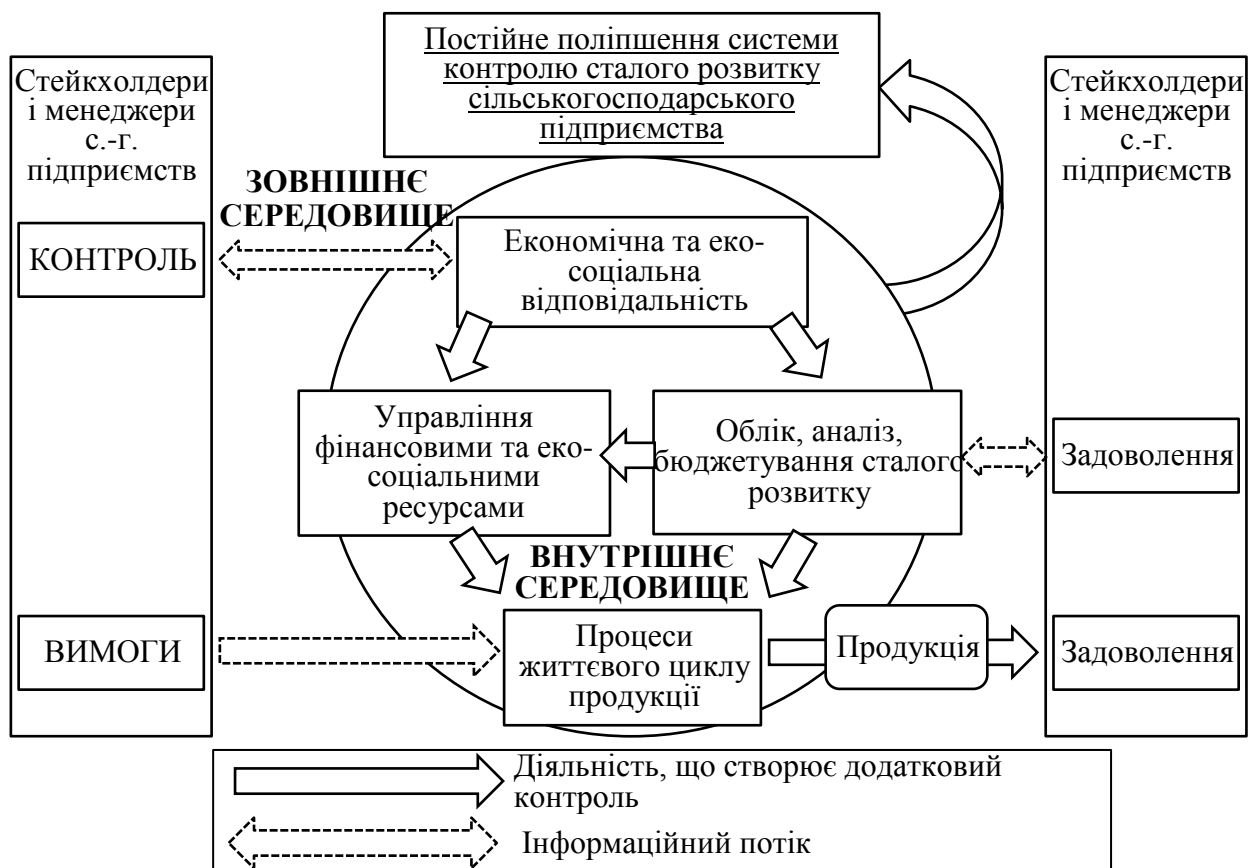 Постійне поліпшення системи
контролю сталого розвитку
сільськогосподарського
підприємства
Стейкхолдери
і менеджери
с.-г.
підприємств
КОНТРОЛЬ
ВИМОГИ
ЗОВНІШНЄ
СЕРЕДОВИЩЕ
Економічна та еко-
соціальна
відповідальність
Управління
фінансовими та еко-
соціальними
ресурсами
Облік, аналіз,
бюджетування сталого
розвитку
ВНУТРІШНЄ
СЕРЕДОВИЩЕ
Процеси
життєвого циклу
продукції
Продукція
Стейкхолдери
і менеджери
с.-г.
підприємств
Задоволення
Задоволення
Діяльність, що створює додатковий
контроль
Інформаційний потік